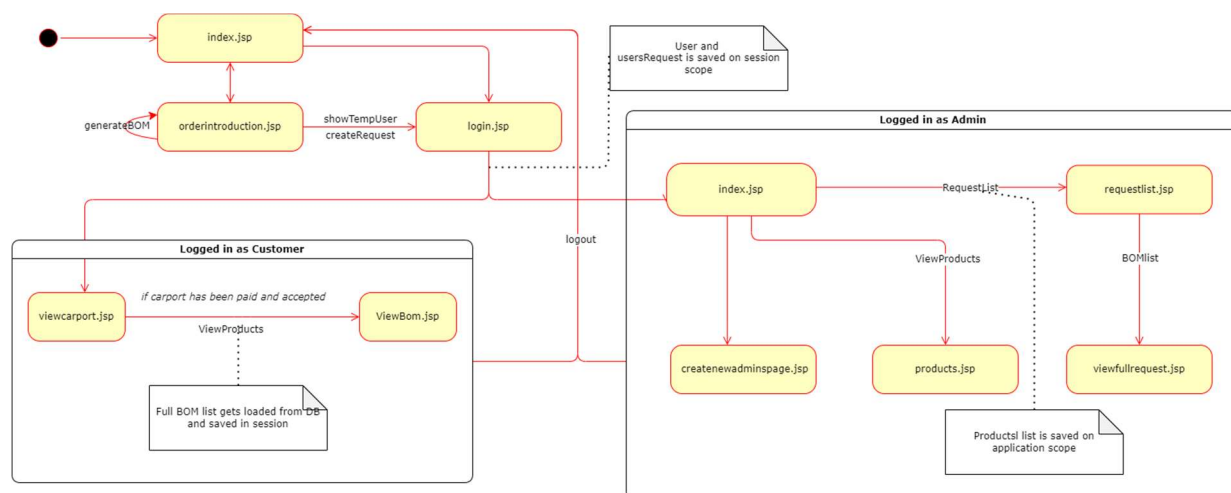 index.jsp
User and
usersRequest is saved on session
scope
generateBOM
orderintroduction.jsp
showTempUser
createRequest
login.jsp
Logged in as Admin
index.jsp
RequestList
requestlist.jsp
logout
Logged in as Customer
ViewProducts
BOMlist
viewcarport.jsp
if carport has been paid and accepted
ViewProducts
ViewBom.jsp
createnewadminspage.jsp
products.jsp
viewfullrequest.jsp
Full BOM list gets loaded from DB
and saved in session
Productsl list is saved on
application scope